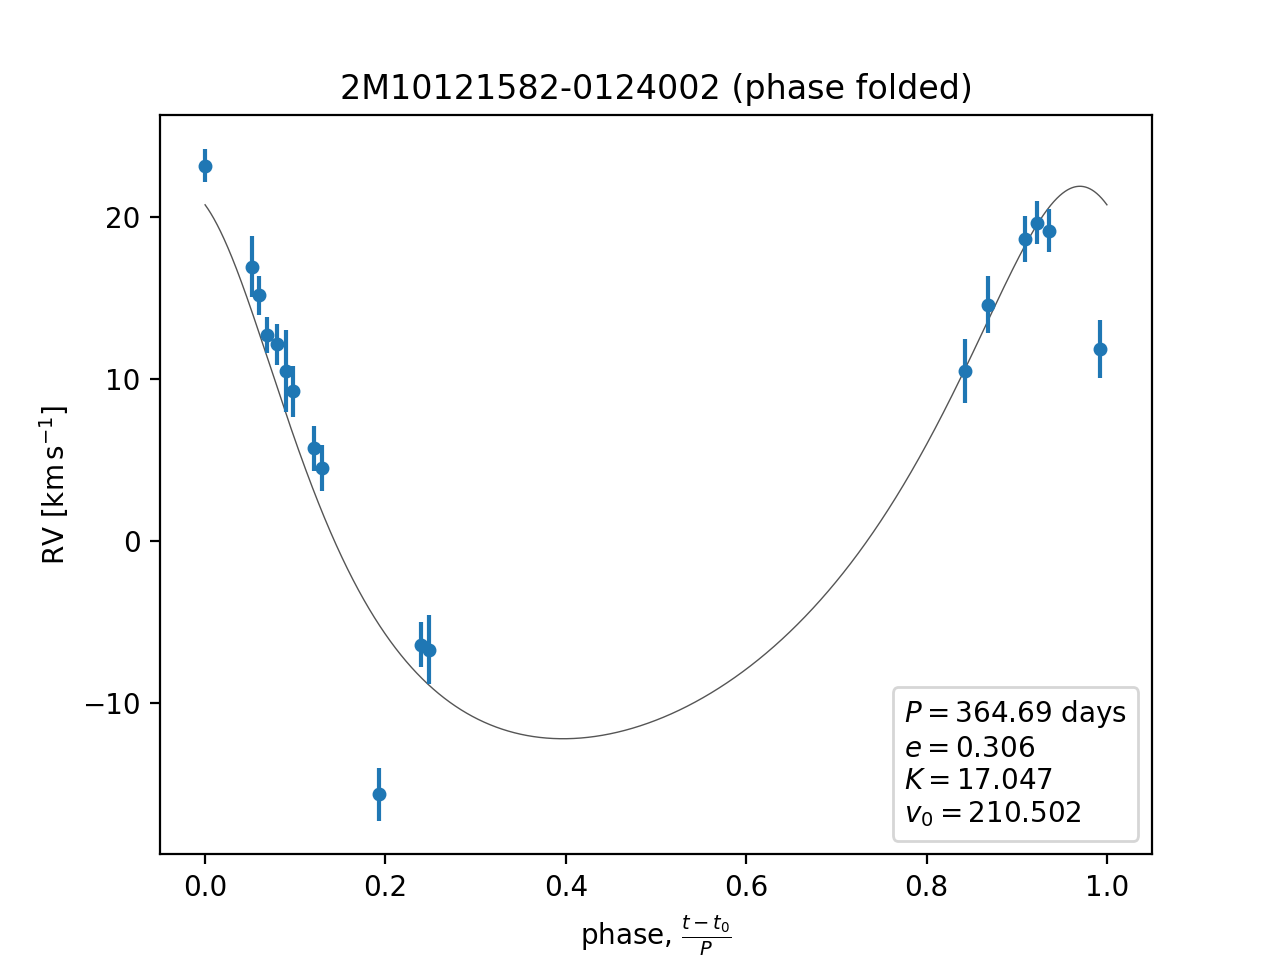 2M10121582-0124002 (phase folded)
RV [km s⁻¹]
20
10
0
−10
0.0 0.2 0.4 0.6 0.8 1.0
phase, (t − t₀)/P
P = 364.69 days
e = 0.306
K = 17.047
v₀ = 210.502